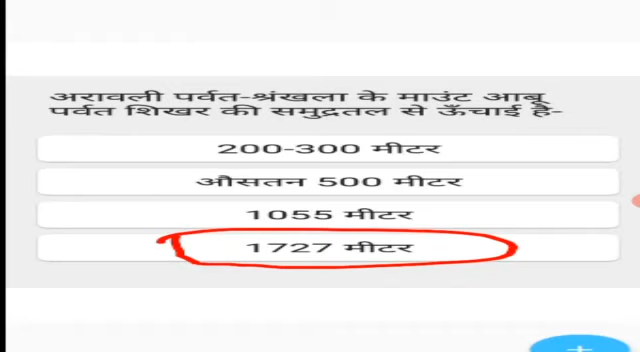 अरावली पर्वत-श्रंखला के माउंट आबू
पर्वत शिखर की समुद्रतल से ऊँचाई है-
200-300 मीटर
औसतन 500 मीटर
1055 मीटर
1727 मीटर